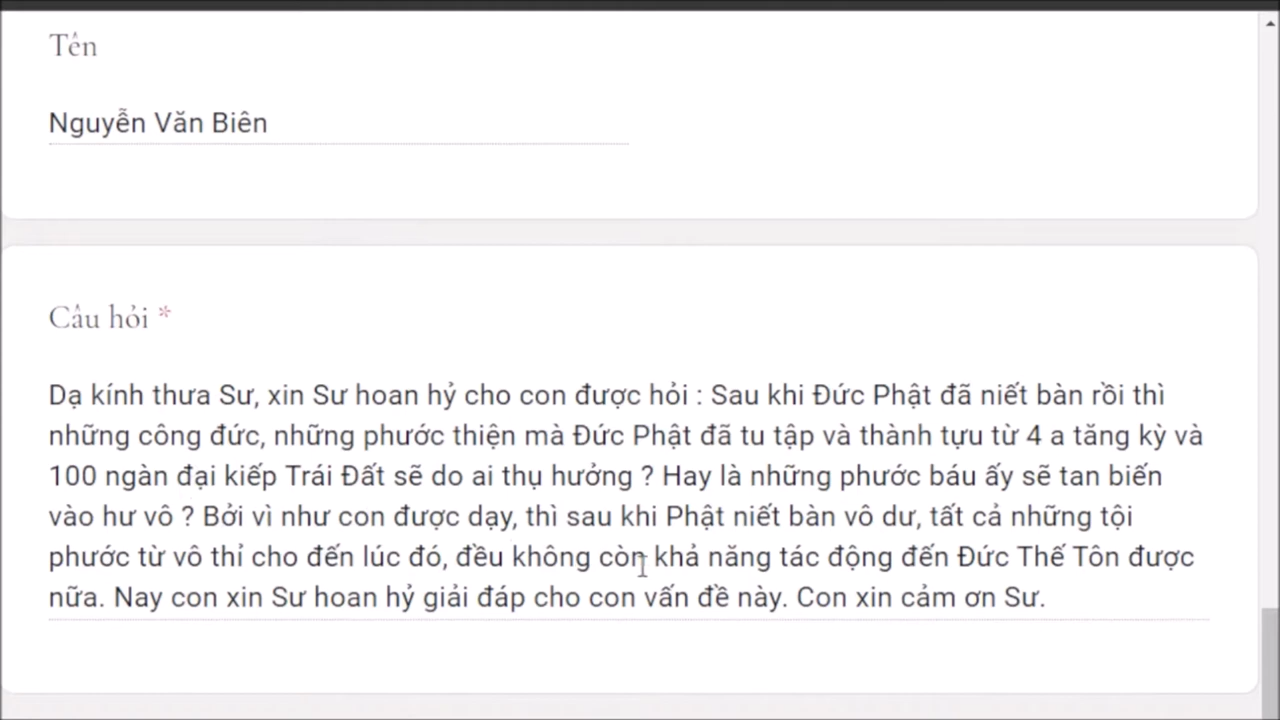 Tên
Nguyễn Văn Biên
Câu hỏi *
Dạ kính thưa Sư, xin Sư hoan hỷ cho con được hỏi : Sau khi Đức Phật đã niết bàn rồi thì
những công đức, những phước thiện mà Đức Phật đã tu tập và thành tựu từ 4 a tăng kỳ và
100 ngàn đại kiếp Trái Đất sẽ do ai thụ hưởng ? Hay là những phước báu ấy sẽ tan biến
vào hư vô ? Bởi vì như con được dạy, thì sau khi Phật niết bàn vô dư, tất cả những tội
phước từ vô thỉ cho đến lúc đó, đều không còn khả năng tác động đến Đức Thế Tôn được
nữa. Nay con xin Sư hoan hỷ giải đáp cho con vấn đề này. Con xin cảm ơn Sư.